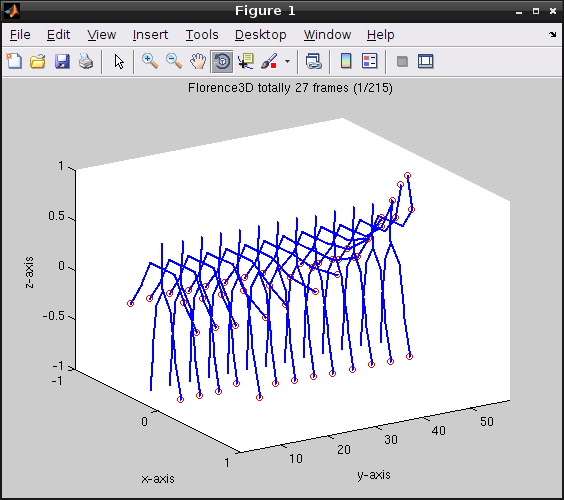 Figure 1
File Edit View Insert Tools Desktop Window Help
Florence3D totally 27 frames (1/215)
1
0.5
0
-0.5
-1
z-axis
-1
0
1
x-axis
10
20
30
40
50
y-axis